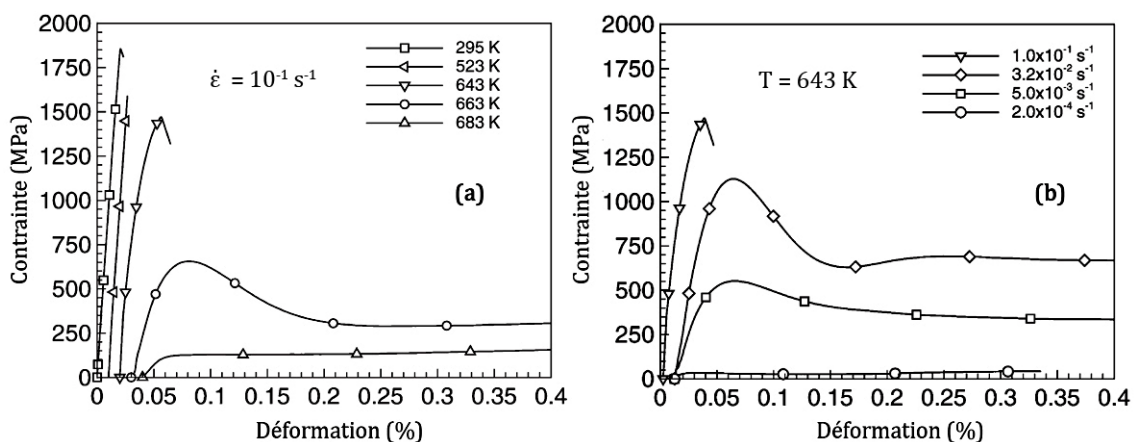 2000
1750
1500
1250
1000
750
500
250
0
Contrainte (MPa)
ε̇ = 10⁻¹ s⁻¹
295 K
523 K
643 K
663 K
683 K
(a)
0 0.05 0.1 0.15 0.2 0.25 0.3 0.35 0.4
Déformation (%)
2000
1750
1500
1250
1000
750
500
250
0
Contrainte (MPa)
T = 643 K
1.0x10⁻¹ s⁻¹
3.2x10⁻² s⁻¹
5.0x10⁻³ s⁻¹
2.0x10⁻⁴ s⁻¹
(b)
0 0.05 0.1 0.15 0.2 0.25 0.3 0.35 0.4
Déformation (%)